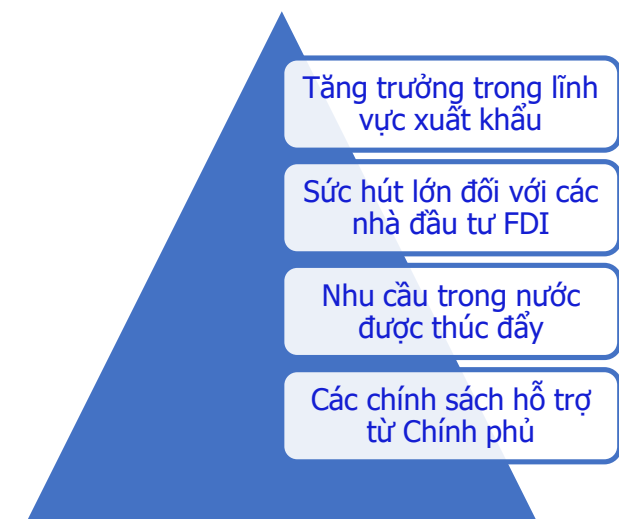 Tăng trưởng trong lĩnh
vực xuất khẩu
Sức hút lớn đối với các
nhà đầu tư FDI
Nhu cầu trong nước
được thúc đẩy
Các chính sách hỗ trợ
từ Chính phủ